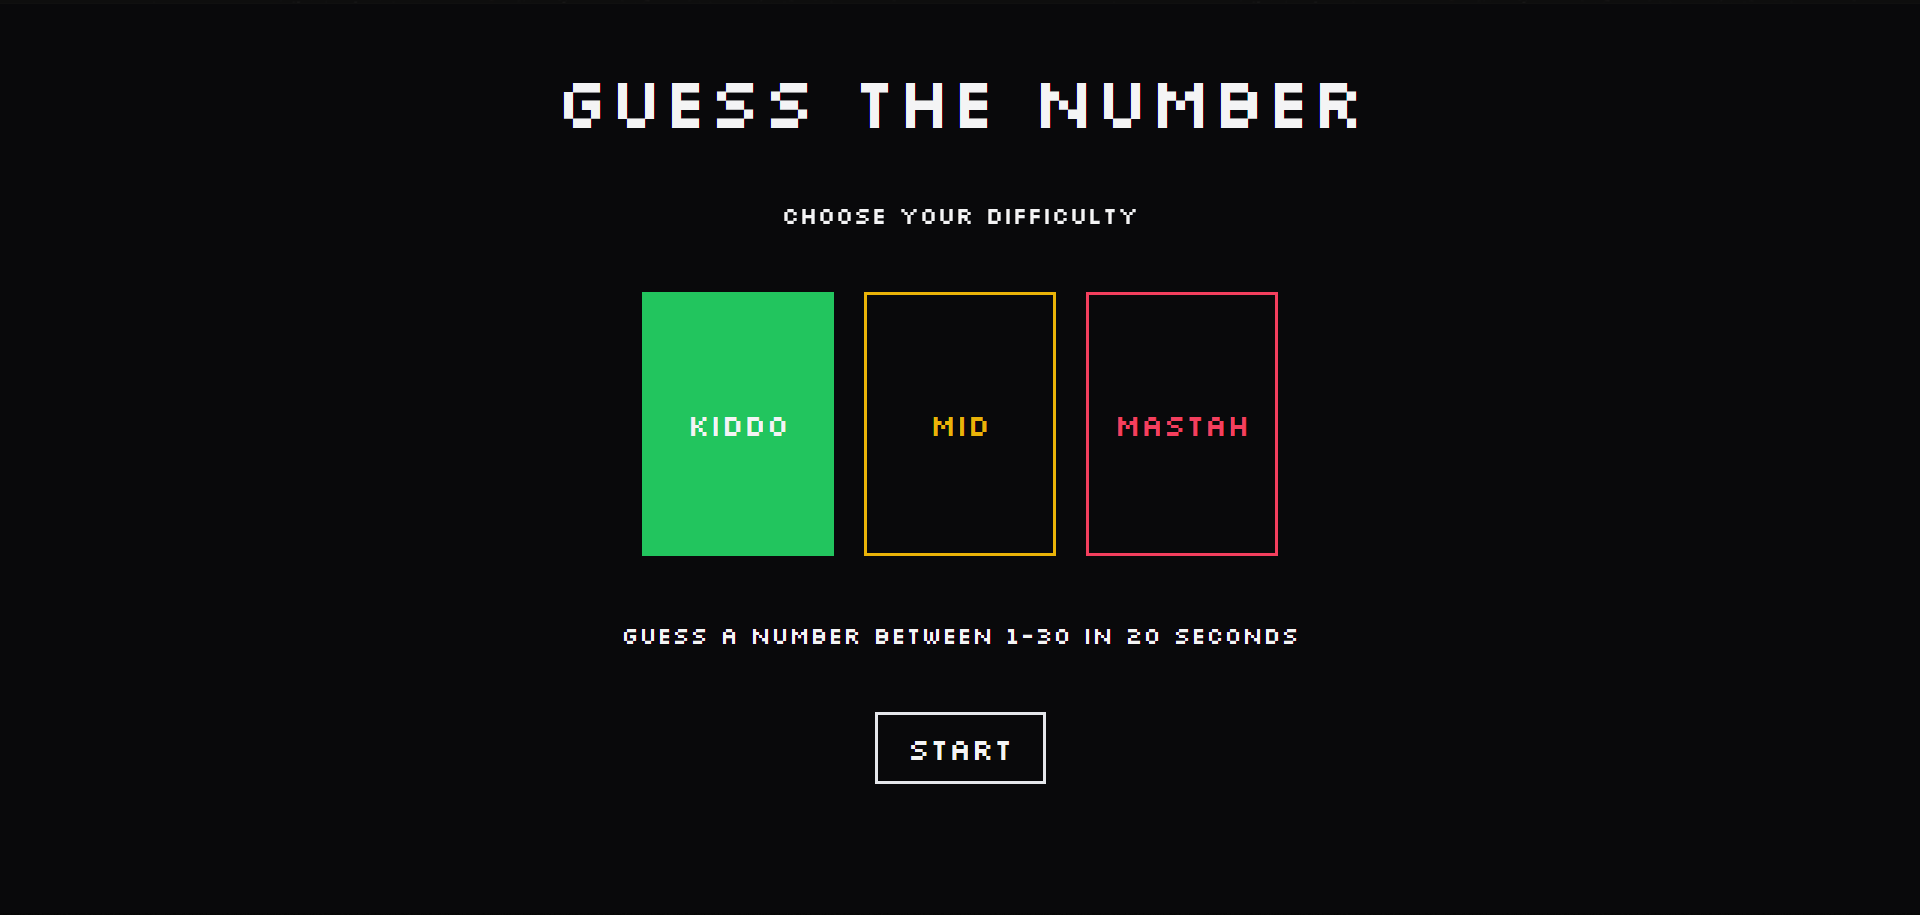 GUESS THE NUMBER
CHOOSE YOUR DIFFICULTY
KIDDO
MID
MASTAH
GUESS A NUMBER BETWEEN 1-30 IN 20 SECONDS
START